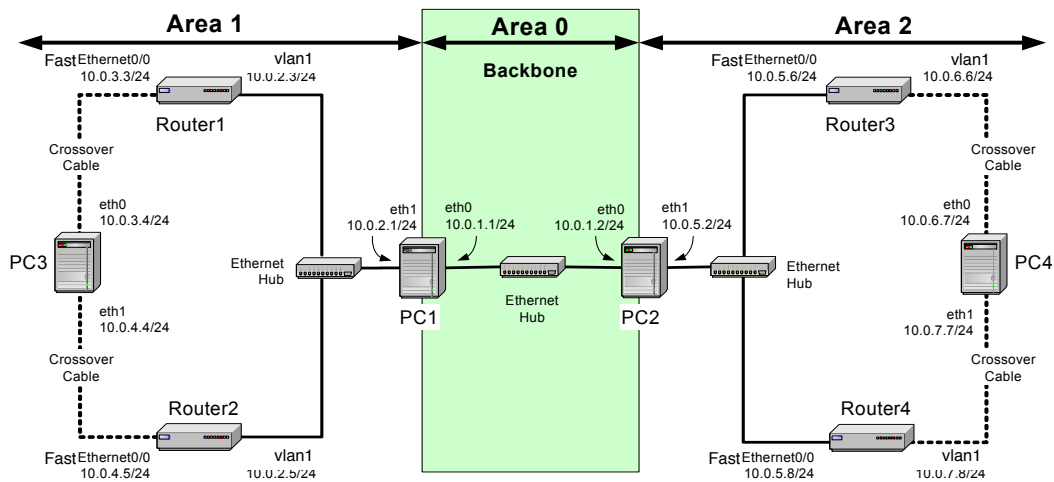 Area 1
Area 0
Area 2
Backbone
FastEthernet0/0
10.0.3.3/24
vlan1
10.0.2.3/24
Router1
Crossover
Cable
eth0
10.0.3.4/24
PC3
eth1
10.0.4.4/24
Crossover
Cable
Router2
FastEthernet0/0
10.0.4.5/24
vlan1
10.0.2.5/24
Ethernet
Hub
eth1
10.0.2.1/24
eth0
10.0.1.1/24
PC1
Ethernet
Hub
eth0
10.0.1.2/24
eth1
10.0.5.2/24
PC2
Ethernet
Hub
FastEthernet0/0
10.0.5.6/24
vlan1
10.0.6.6/24
Router3
Crossover
Cable
eth0
10.0.6.7/24
PC4
eth1
10.0.7.7/24
Crossover
Cable
Router4
FastEthernet0/0
10.0.5.8/24
vlan1
10.0.7.8/24